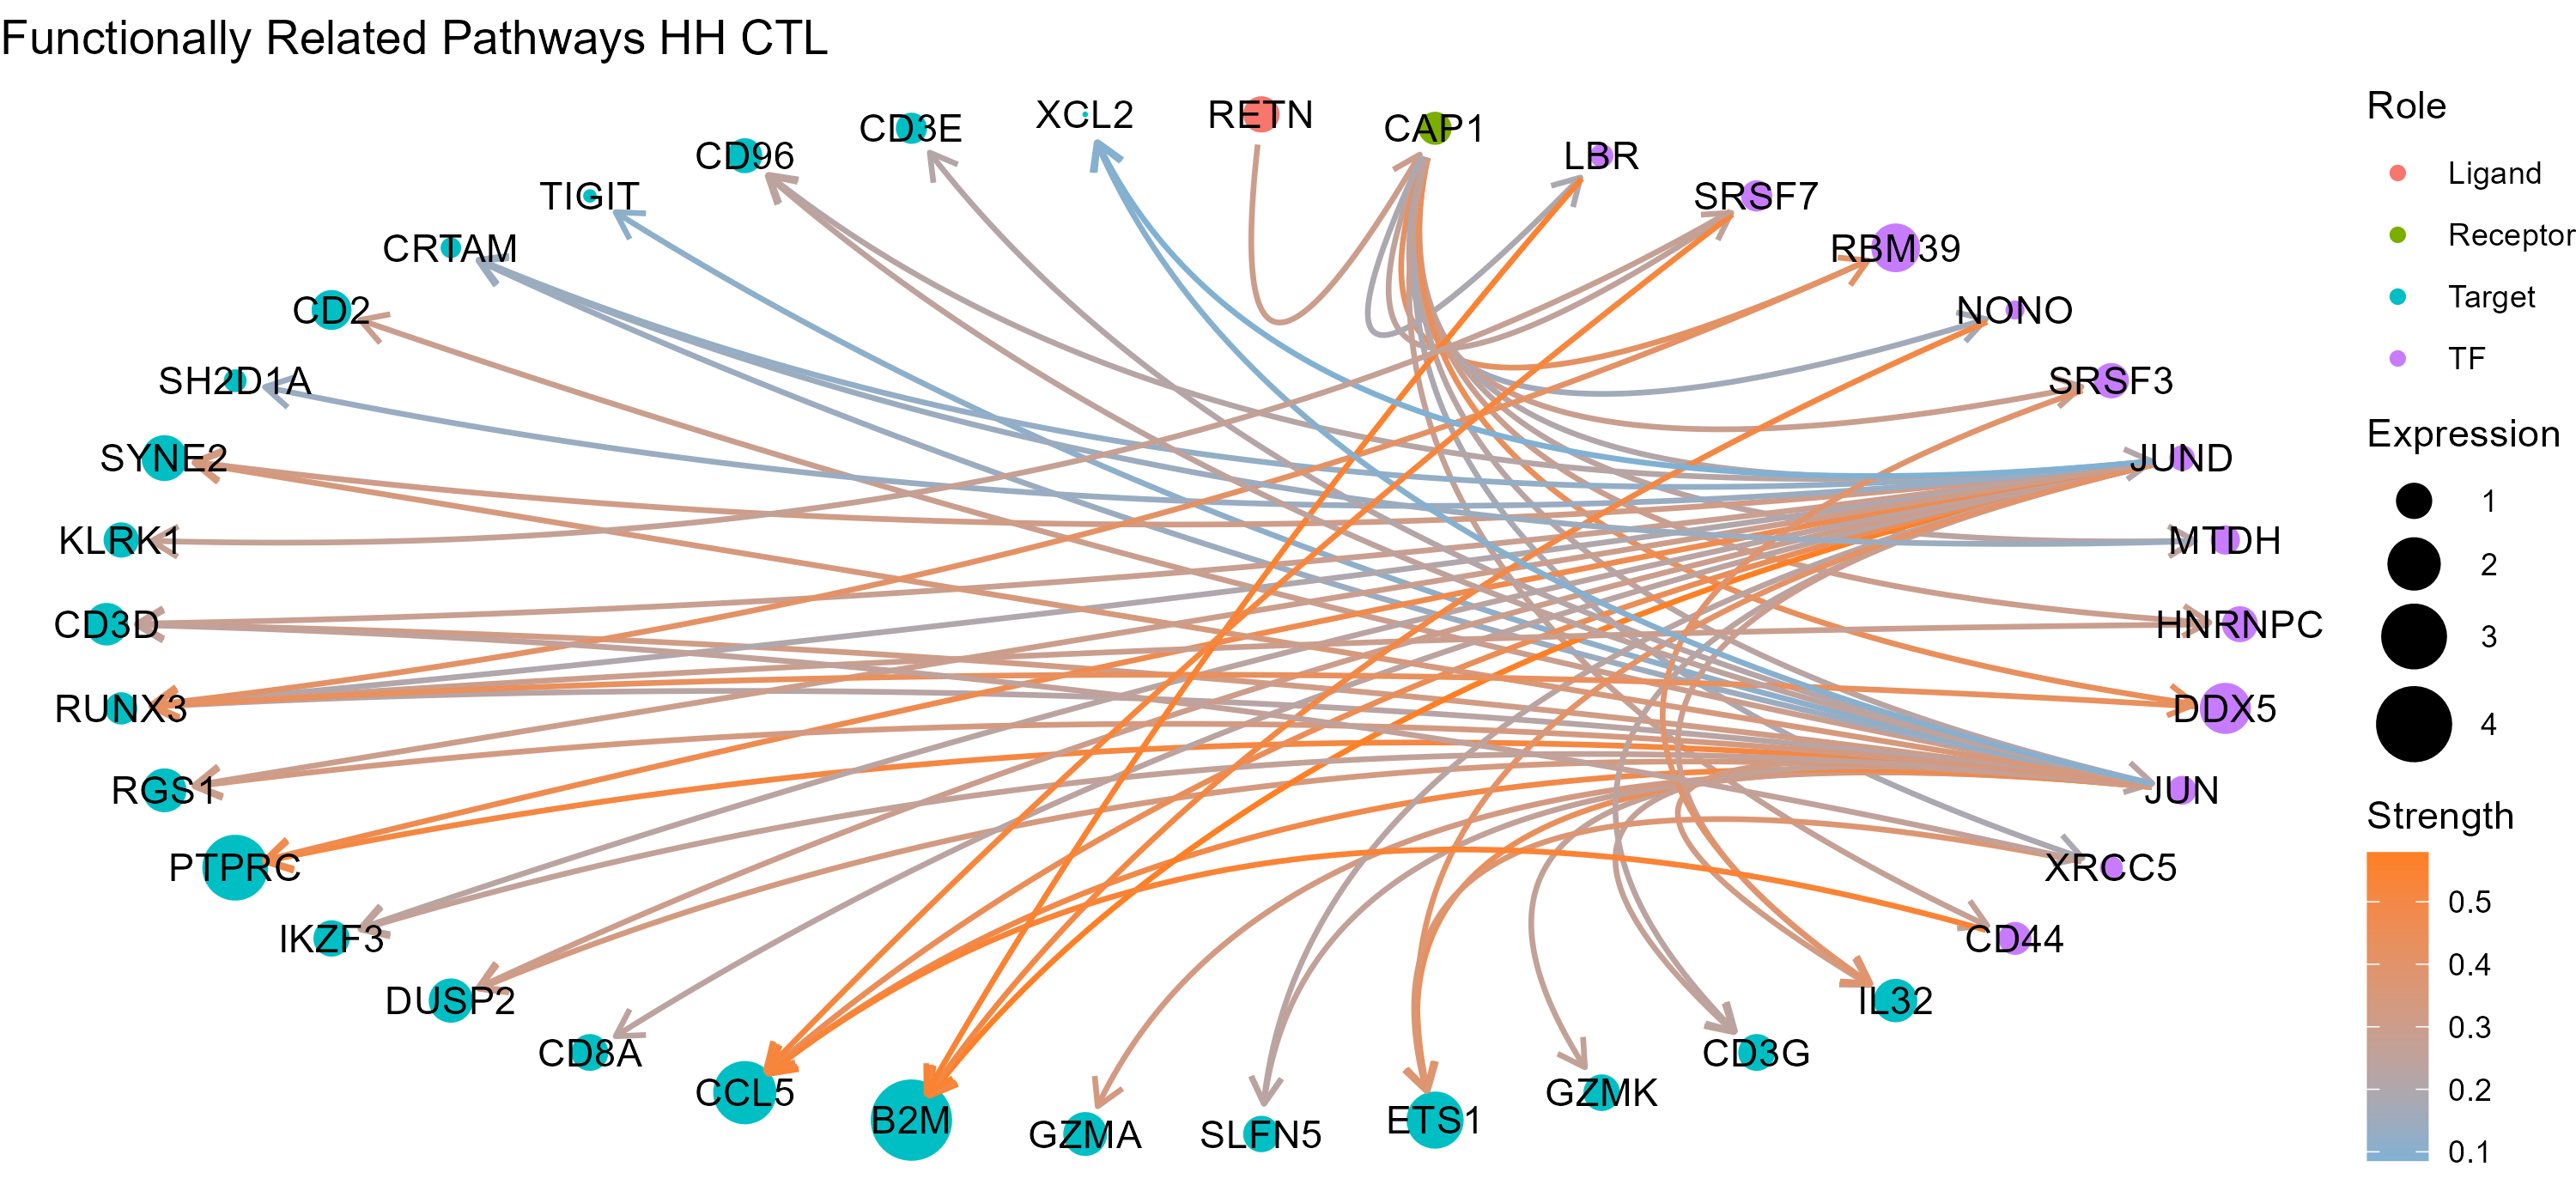 Functionally Related Pathways HH CTL
XCL2
RETN
CAP1
CD3E
LBR
CD96
SRSF7
TIGIT
RBM39
CRTAM
NONO
CD2
SRSF3
SH2D1A
JUND
SYNE2
MTDH
KLRK1
HNRNPC
CD3D
DDX5
RUNX3
JUN
RGS1
XRCC5
PTPRC
CD44
IKZF3
IL32
DUSP2
CD3G
CD8A
GZMK
CCL5
ETS1
B2M
SLFN5
GZMA
Role
Ligand
Receptor
Target
TF
Expression
1
2
3
4
Strength
0.5
0.4
0.3
0.2
0.1